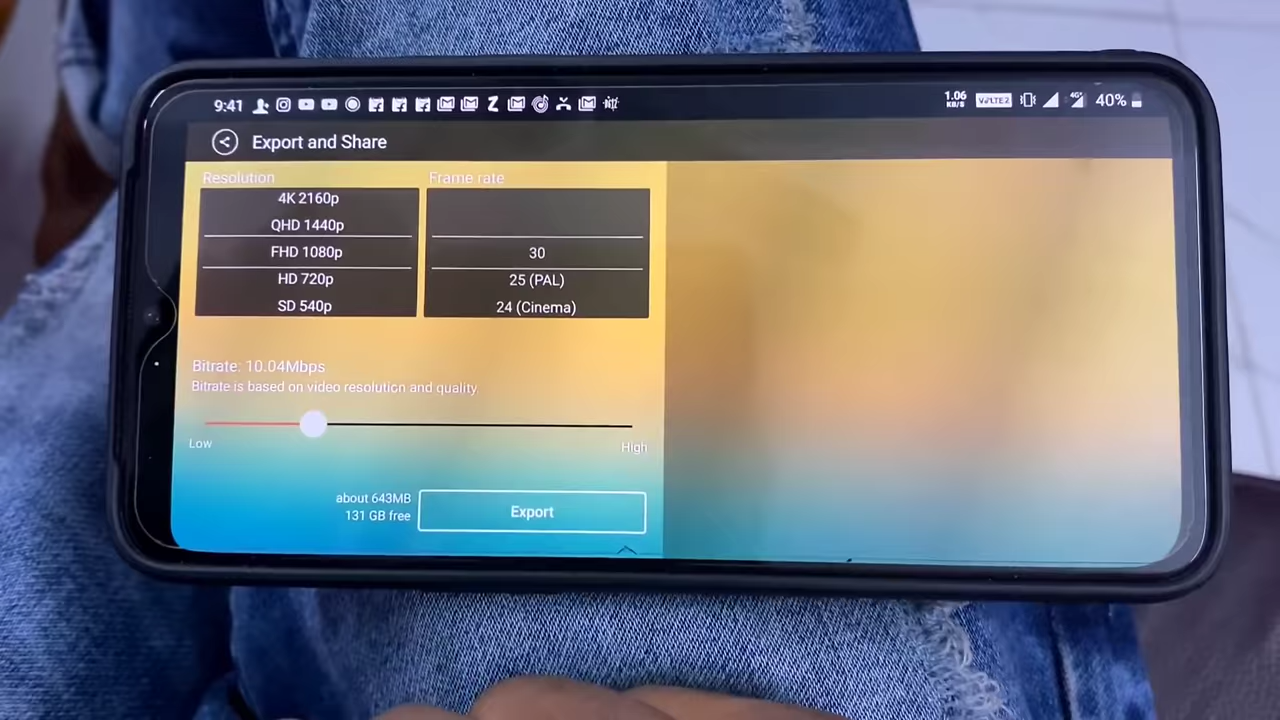 9:41
1.06 KB/S VoLTE2 4G+ 40%
Export and Share
Resolution
Frame rate
4K 2160p
QHD 1440p
FHD 1080p
HD 720p
SD 540p
30
25 (PAL)
24 (Cinema)
Bitrate: 10.04Mbps
Bitrate is based on video resolution and quality.
Low
High
about 643MB
131 GB free
Export